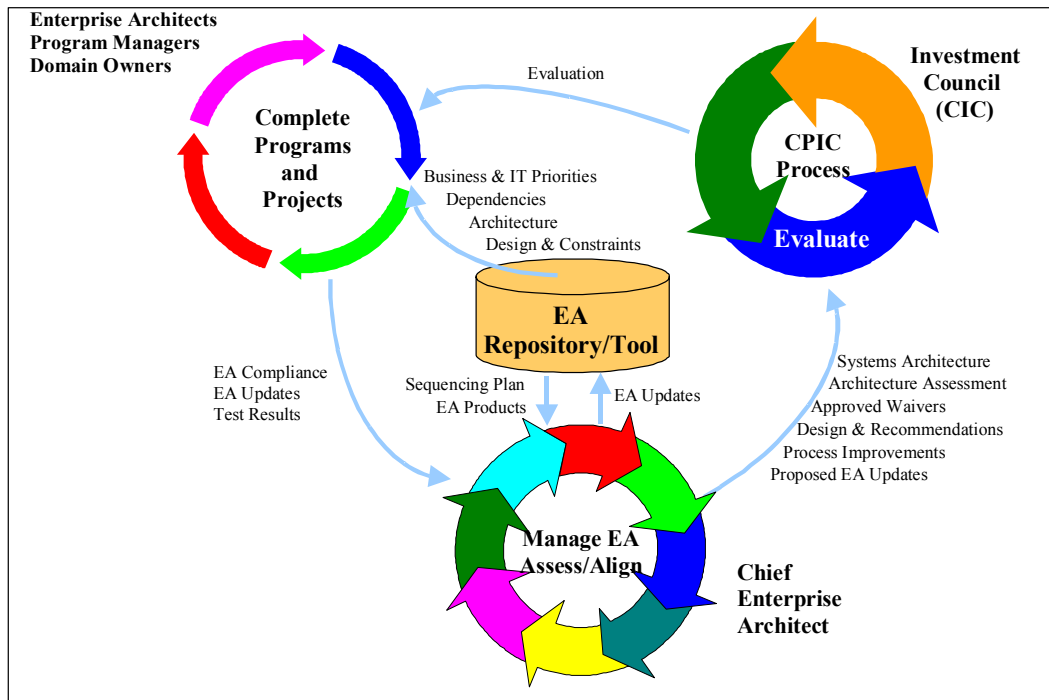 Enterprise Architects
Program Managers
Domain Owners
Complete
Programs
and
Projects
Evaluation
Investment
Council
(CIC)
CPIC
Process
Evaluate
Business & IT Priorities
Dependencies
Architecture
Design & Constraints
EA
Repository/Tool
EA Compliance
EA Updates
Test Results
Sequencing Plan
EA Products
EA Updates
Systems Architecture
Architecture Assessment
Approved Waivers
Design & Recommendations
Process Improvements
Proposed EA Updates
Manage EA
Assess/Align
Chief
Enterprise
Architect